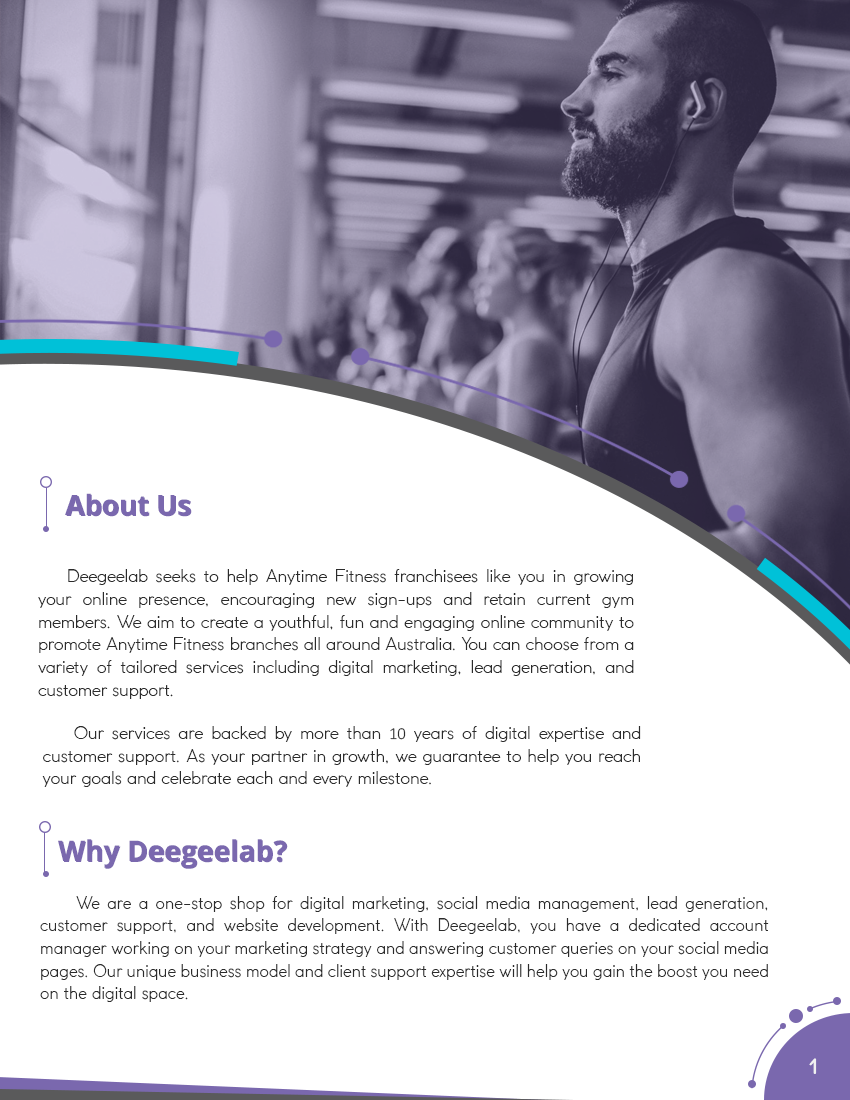 About Us
Deegeelab seeks to help Anytime Fitness franchisees like you in growing
your online presence, encouraging new sign-ups and retain current gym
members. We aim to create a youthful, fun and engaging online community to
promote Anytime Fitness branches all around Australia. You can choose from a
variety of tailored services including digital marketing, lead generation, and
customer support.
Our services are backed by more than 10 years of digital expertise and
customer support. As your partner in growth, we guarantee to help you reach
your goals and celebrate each and every milestone.
Why Deegeelab?
We are a one-stop shop for digital marketing, social media management, lead generation,
customer support, and website development. With Deegeelab, you have a dedicated account
manager working on your marketing strategy and answering customer queries on your social media
pages. Our unique business model and client support expertise will help you gain the boost you need
on the digital space.
1